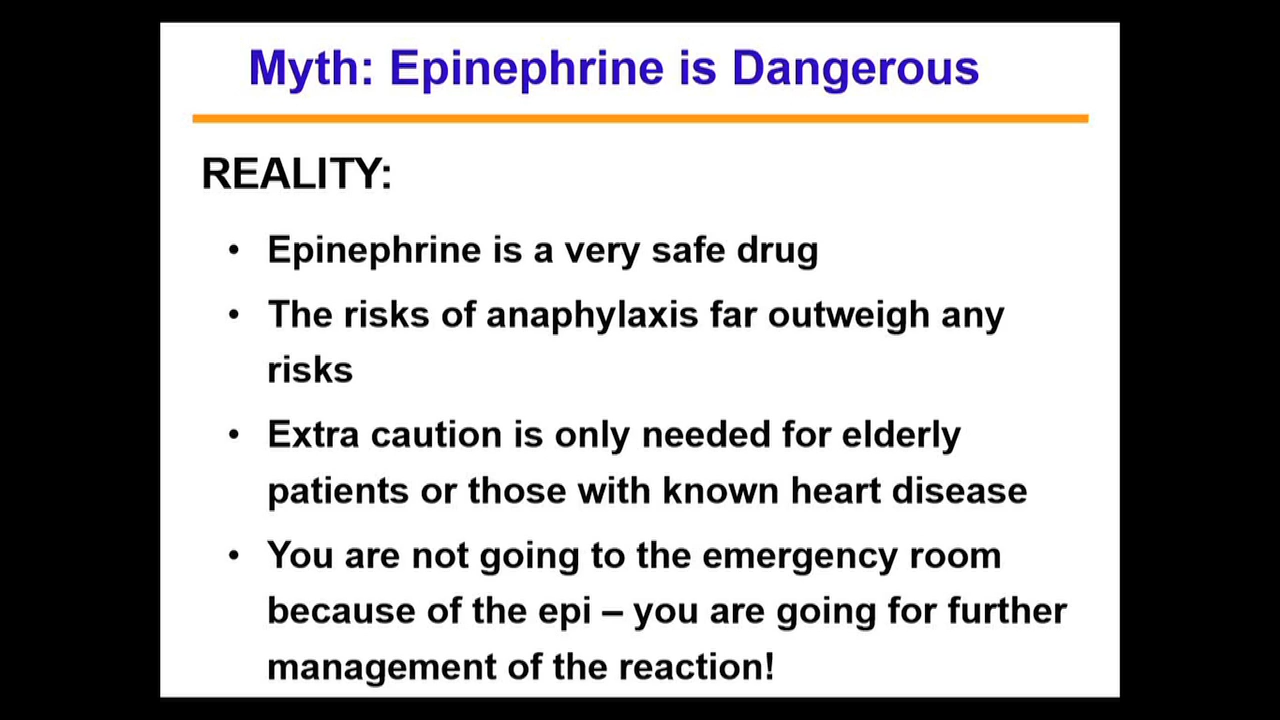 Myth: Epinephrine is Dangerous
REALITY:
• Epinephrine is a very safe drug
• The risks of anaphylaxis far outweigh any
risks
• Extra caution is only needed for elderly
patients or those with known heart disease
• You are not going to the emergency room
because of the epi – you are going for further
management of the reaction!